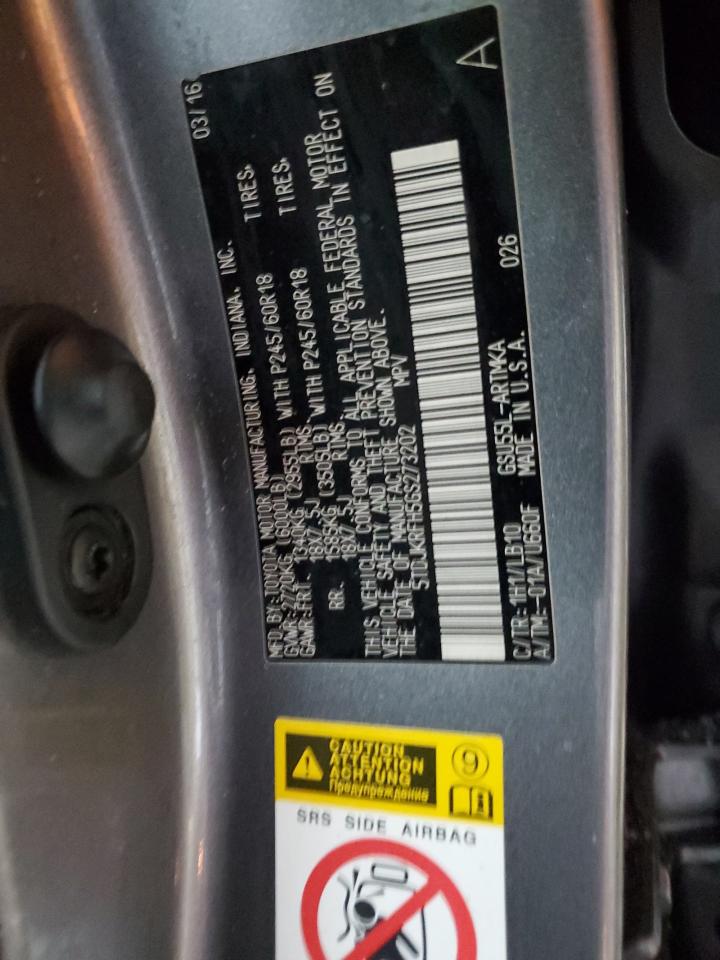 MFD. BY: TOYOTA MOTOR MANUFACTURING, INDIANA, INC. 03/16
GVWR: 2720KG (6000LB)
GAWR: FRT. 1340KG (2955LB) WITH P245/60R18 TIRES,
18X7.5J RIMS,
RR. 1585KG (3505LB) WITH P245/60R18 TIRES,
18X7.5J RIMS,
THIS VEHICLE CONFORMS TO ALL APPLICABLE FEDERAL MOTOR
VEHICLE SAFETY AND THEFT PREVENTION STANDARDS IN EFFECT ON
THE DATE OF MANUFACTURE SHOWN ABOVE.
5TDJKRFH5GS273202 MPV
A
C/TR: 1H1/LB10 GSU55L-ARTMKA 026
A/TM: -01A/U660F MADE IN U.S.A.
CAUTION
ATTENTION
ACHTUNG
Предупреждение
9
SRS SIDE AIRBAG